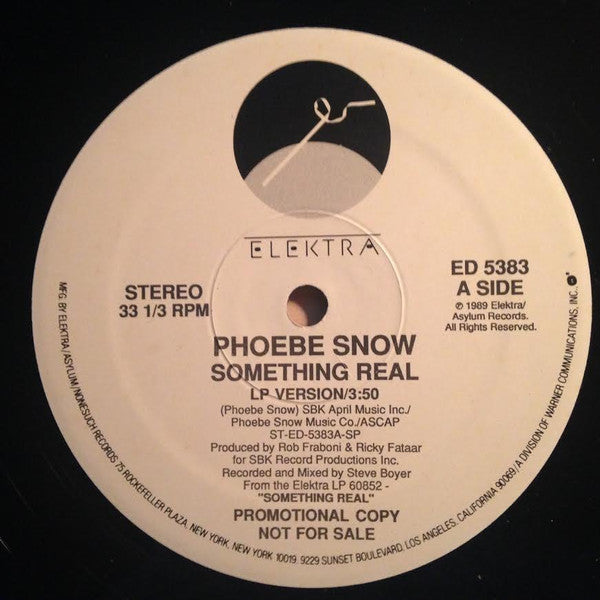 ELEKTRA
STEREO
33 1/3 RPM
ED 5383
A SIDE
℗ 1989 Elektra/
Asylum Records.
All Rights Reserved.
PHOEBE SNOW
SOMETHING REAL
LP VERSION/3:50
(Phoebe Snow) SBK April Music Inc./
Phoebe Snow Music Co./ASCAP
ST-ED-5383A-SP
Produced by Rob Fraboni & Ricky Fataar
for SBK Record Productions Inc.
Recorded and Mixed by Steve Boyer
From the Elektra LP 60852 -
"SOMETHING REAL"
PROMOTIONAL COPY
NOT FOR SALE
MFG. BY ELEKTRA/ASYLUM/NONESUCH RECORDS, 75 ROCKEFELLER PLAZA, NEW YORK, NEW YORK 10019. 9229 SUNSET BOULEVARD, LOS ANGELES, CALIFORNIA 90069/A DIVISION OF WARNER COMMUNICATIONS, INC.